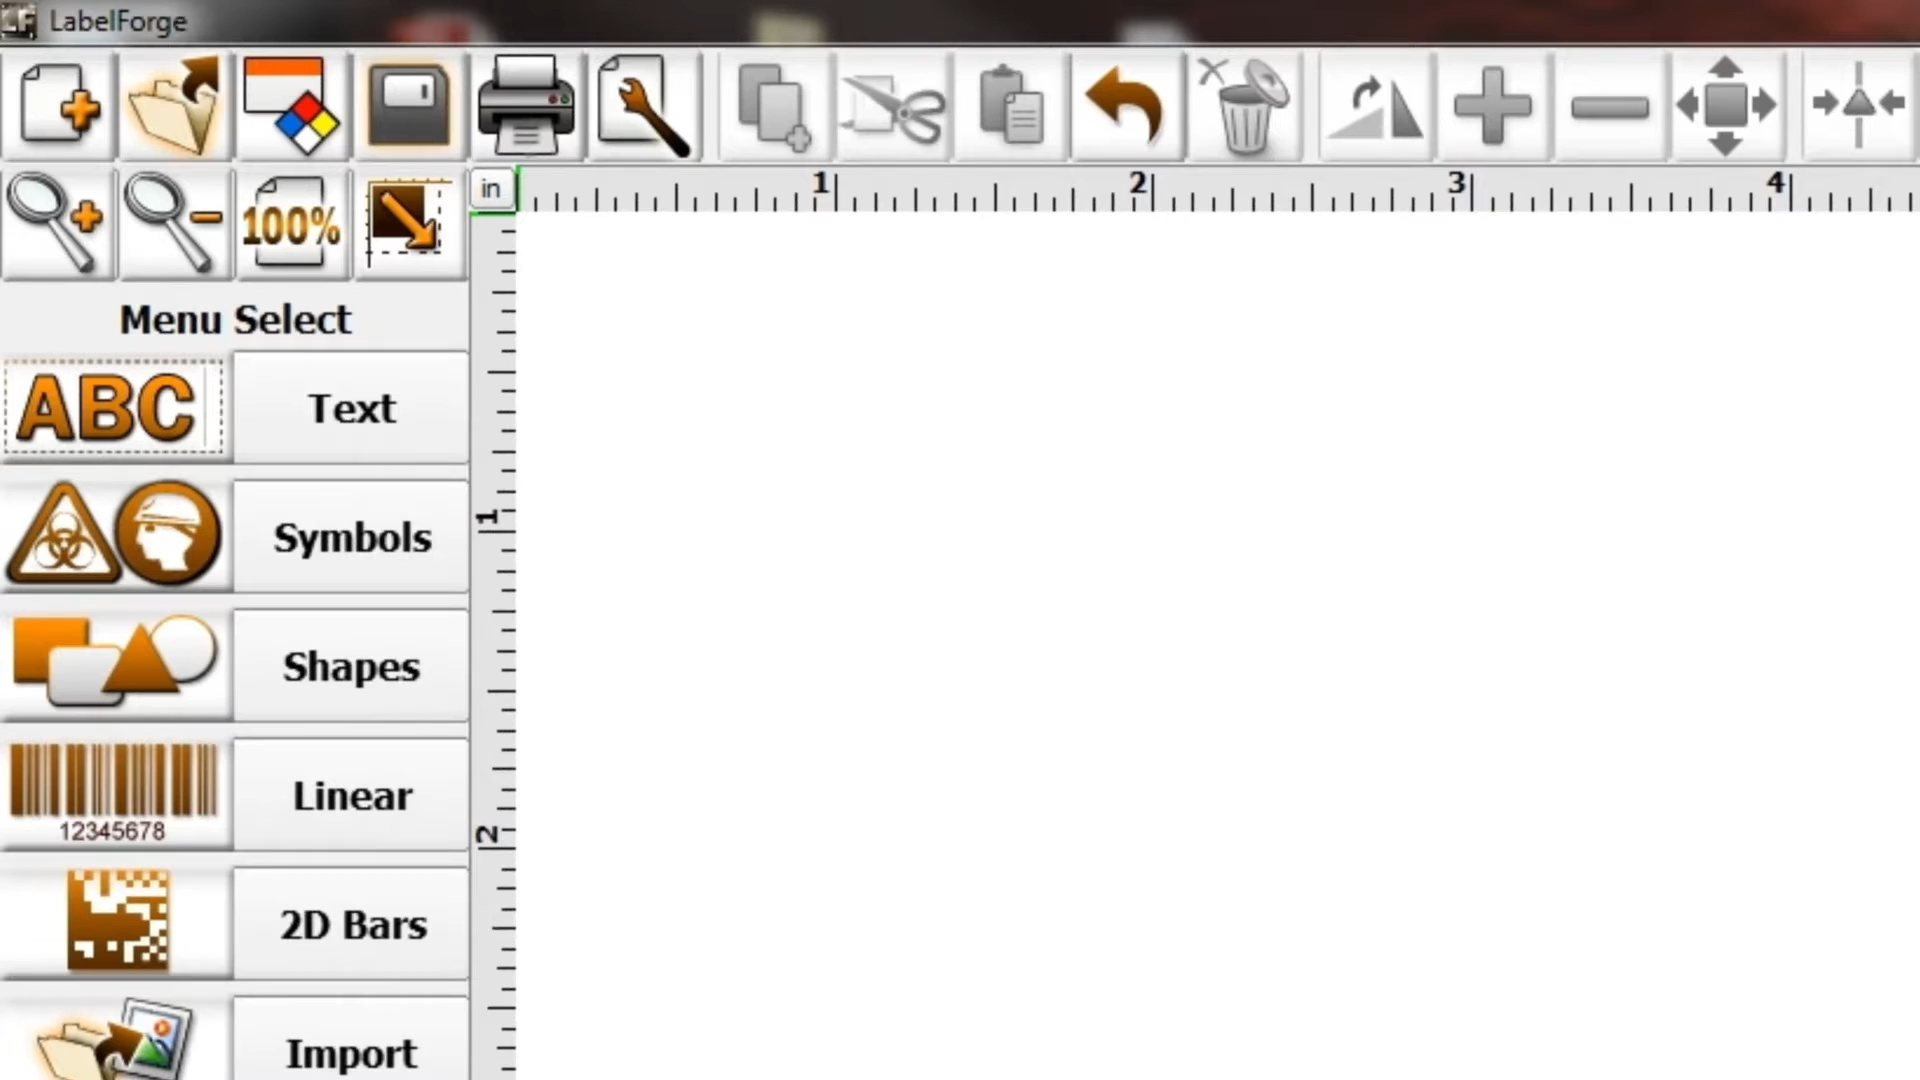 LabelForge
100%
in
1 2 3 4
Menu Select
ABC Text
Symbols
Shapes
12345678
Linear
2D Bars
Import
1
2